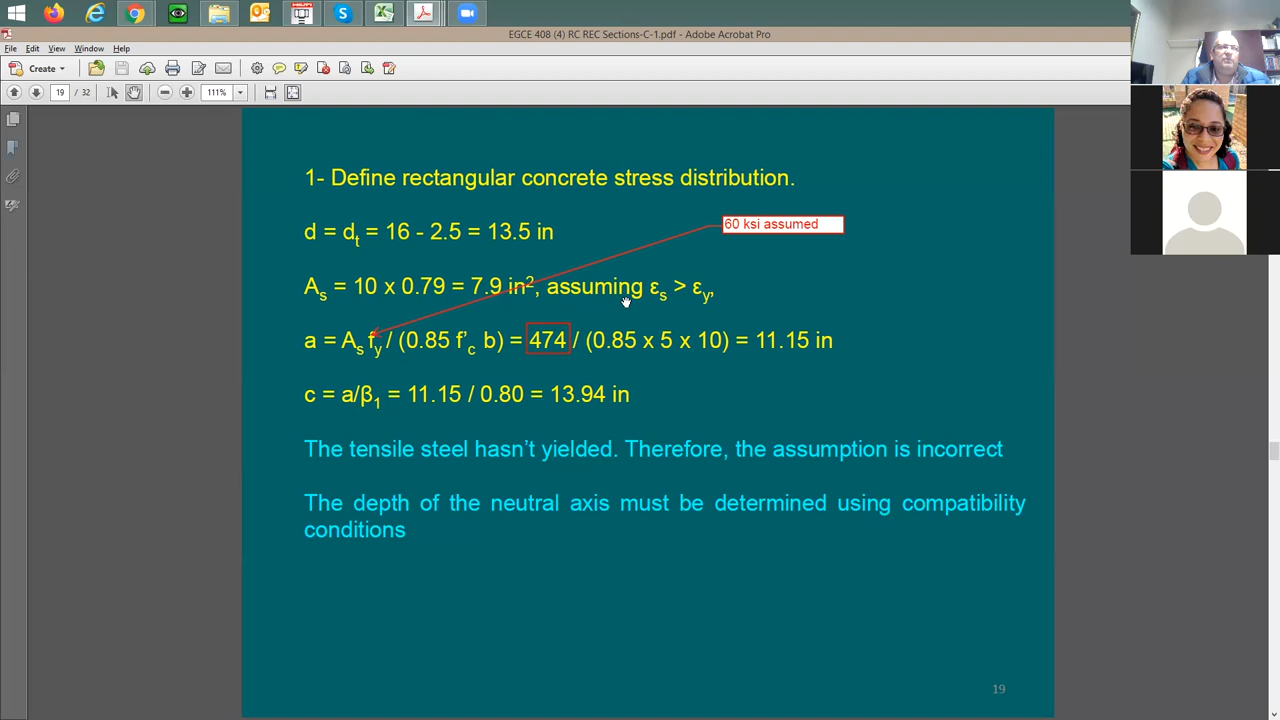 EGCE 408 (4) RC REC Sections-C-1.pdf - Adobe Acrobat Pro
File Edit View Window Help
Create
19 / 32 111%
1- Define rectangular concrete stress distribution.
60 ksi assumed
d = dt = 16 - 2.5 = 13.5 in
As = 10 x 0.79 = 7.9 in², assuming εs > εy,
a = As fy / (0.85 f'c b) = 474 / (0.85 x 5 x 10) = 11.15 in
c = a/β1 = 11.15 / 0.80 = 13.94 in
The tensile steel hasn't yielded. Therefore, the assumption is incorrect
The depth of the neutral axis must be determined using compatibility
conditions
19